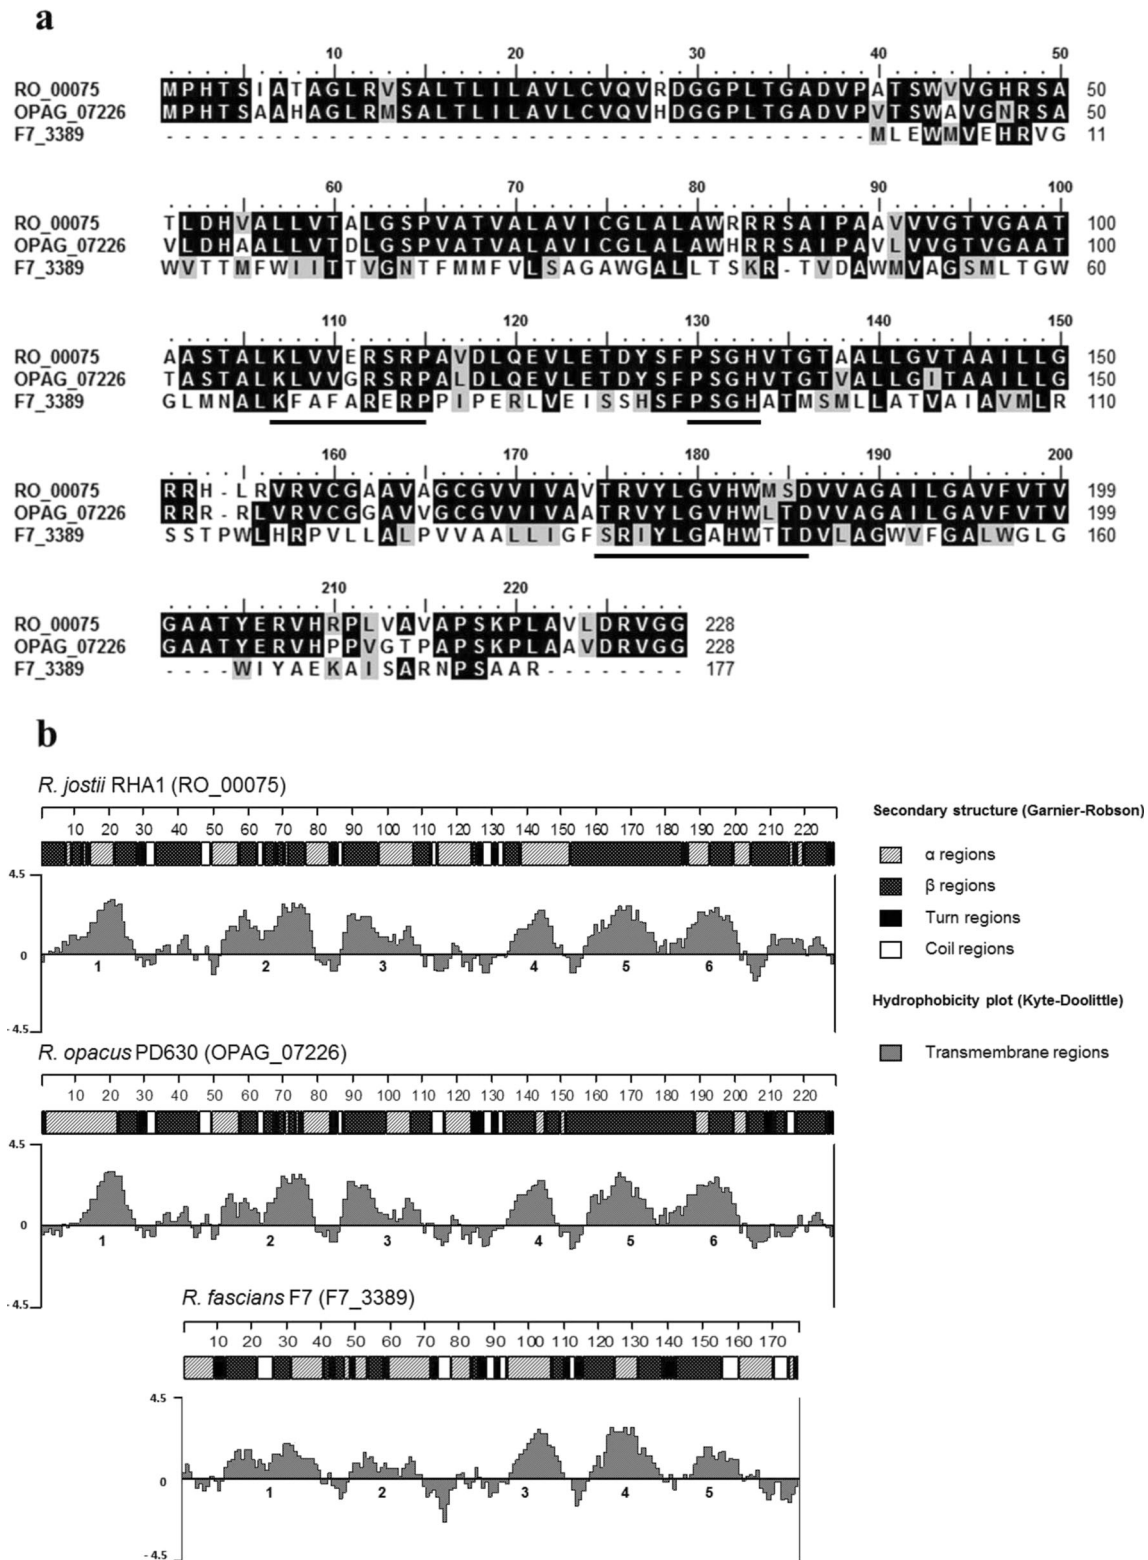 a
10 20 30 40 50
RO_00075 MPHTSIATAGLRVSALTLILAVLCVQVRDGGPLTGADVPATSWVVGHRSA 50
OPAG_07226 MPHTSAAHAGLRMSALTLILAVLCVQVHDGGPLTGADVPVTSWAVGNRSA 50
F7_3389 ---------------------------------------MLEWMVEHRVG 11
60 70 80 90 100
RO_00075 TLDHVALLVTALGSPVATVALAVICGLALAWRRRSAIPAAVVVGTVGAAT 100
OPAG_07226 VLDHAALLVTDLGSPVATVALAVICGLALAWHRRSAIPAVLVVGTVGAAT 100
F7_3389 WVTTMFWIITTVGNTFMMFVLSAGAWGALLTSKR-TVDAWMVAGSMLTGW 60
110 120 130 140 150
RO_00075 AASTALKLVVERSRPAVDLQEVLETDYSFPSGHVTGTAALLGVTAAILLG 150
OPAG_07226 TASTALKLVVGRSRPALDLQEVLETDYSFPSGHVTGTVALLGITAAILLG 150
F7_3389 GLMNALKFAFARERPPIPERLVEISSHSFPSGHATMSMLLATVAIAVMLR 110
160 170 180 190 200
RO_00075 RRH-LRVRVCGAAVAGCGVVIVAVTRVYLGVHWMSDVVAGAILGAVFVTV 199
OPAG_07226 RRR-RLVRVCGGAVVGCGVVIVAATRVYLGVHWLTDVVAGAILGAVFVTV 199
F7_3389 SSTPWLHRPVLLALPVVAALLIGFSRIYLGAHWTTDVLAGWVFGALWGLG 160
210 220
RO_00075 GAATYERVHRPLVAVAPSKPLAVLDRVGG 228
OPAG_07226 GAATYERVHPPVGTPAPSKPLAAVDRVGG 228
F7_3389 ----WIYAEKAISARNPSAAR-------- 177
b
R. jostii RHA1 (RO_00075)
10 20 30 40 50 60 70 80 90 100 110 120 130 140 150 160 170 180 190 200 210 220
4.5
0
1 2 3 4 5 6
-4.5
R. opacus PD630 (OPAG_07226)
10 20 30 40 50 60 70 80 90 100 110 120 130 140 150 160 170 180 190 200 210 220
4.5
0
1 2 3 4 5 6
-4.5
R. fascians F7 (F7_3389)
10 20 30 40 50 60 70 80 90 100 110 120 130 140 150 160 170
4.5
0
1 2 3 4 5
-4.5
Secondary structure (Garnier-Robson)
α regions
β regions
Turn regions
Coil regions
Hydrophobicity plot (Kyte-Doolittle)
Transmembrane regions